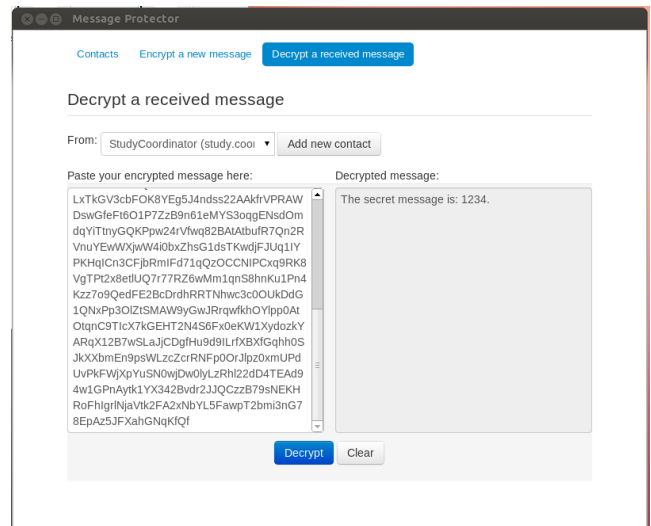 Message Protector
Contacts Encrypt a new message Decrypt a received message
Decrypt a received message
From: StudyCoordinator (study.coor Add new contact
Paste your encrypted message here: Decrypted message:
LxTkGV3cbFOK8YEg5J4ndss22AAkfrVPRAW
DswGfeFt6O1P7ZzB9n61eMYS3oqgENsdOm
dqYiTtnyGQKPpw24rVfwq82BAtAtbufR7Qn2R
VnuYEwWXjwW4i0bxZhsG1dsTKwdjFJUq1IY
PKHqICn3CFjbRmIFd71qQzOCCNIPCxq9RK8
VgTPt2x8etlUQ7r77RZ6wMm1qnS8hnKu1Pn4
Kzz7o9QedFE2BcDrdhRRTNhwc3c0OUkDdG
1QNxPp3OlZtSMAW9yGwJRrqwfkhOYlpp0At
OtqnC9TIcX7kGEHT2N4S6Fx0eKW1XydozkY
ARqX12B7wSLaJjCDgfHu9d9ILrfXBXfGqhh0S
JkXXbmEn9psWLzcZcrRNFp0OrJlpz0xmUPd
UvPkFWjXpYuSN0wjDw0lyLzRhl22dD4TEAd9
4w1GPnAytk1YX342Bvdr2JJQCzzB79sNEKH
RoFhIgrlNjaVtk2FA2xNbYL5FawpT2bmi3nG7
8EpAz5JFXahGNqKfQf
The secret message is: 1234.
Decrypt Clear